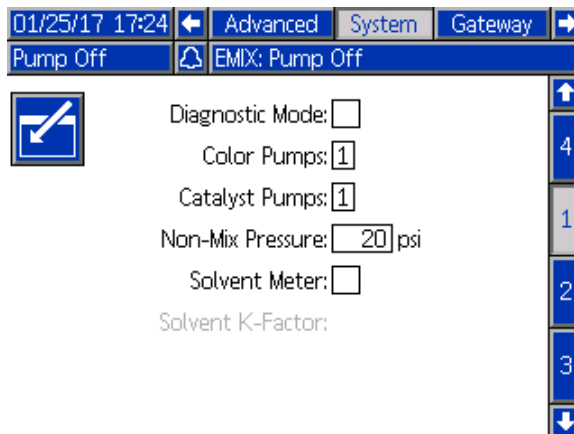 01/25/17 17:24 Advanced System Gateway
Pump Off EMIX: Pump Off
Diagnostic Mode:
Color Pumps: 1
Catalyst Pumps: 1
Non-Mix Pressure: 20 psi
Solvent Meter:
Solvent K-Factor:
4
1
2
3